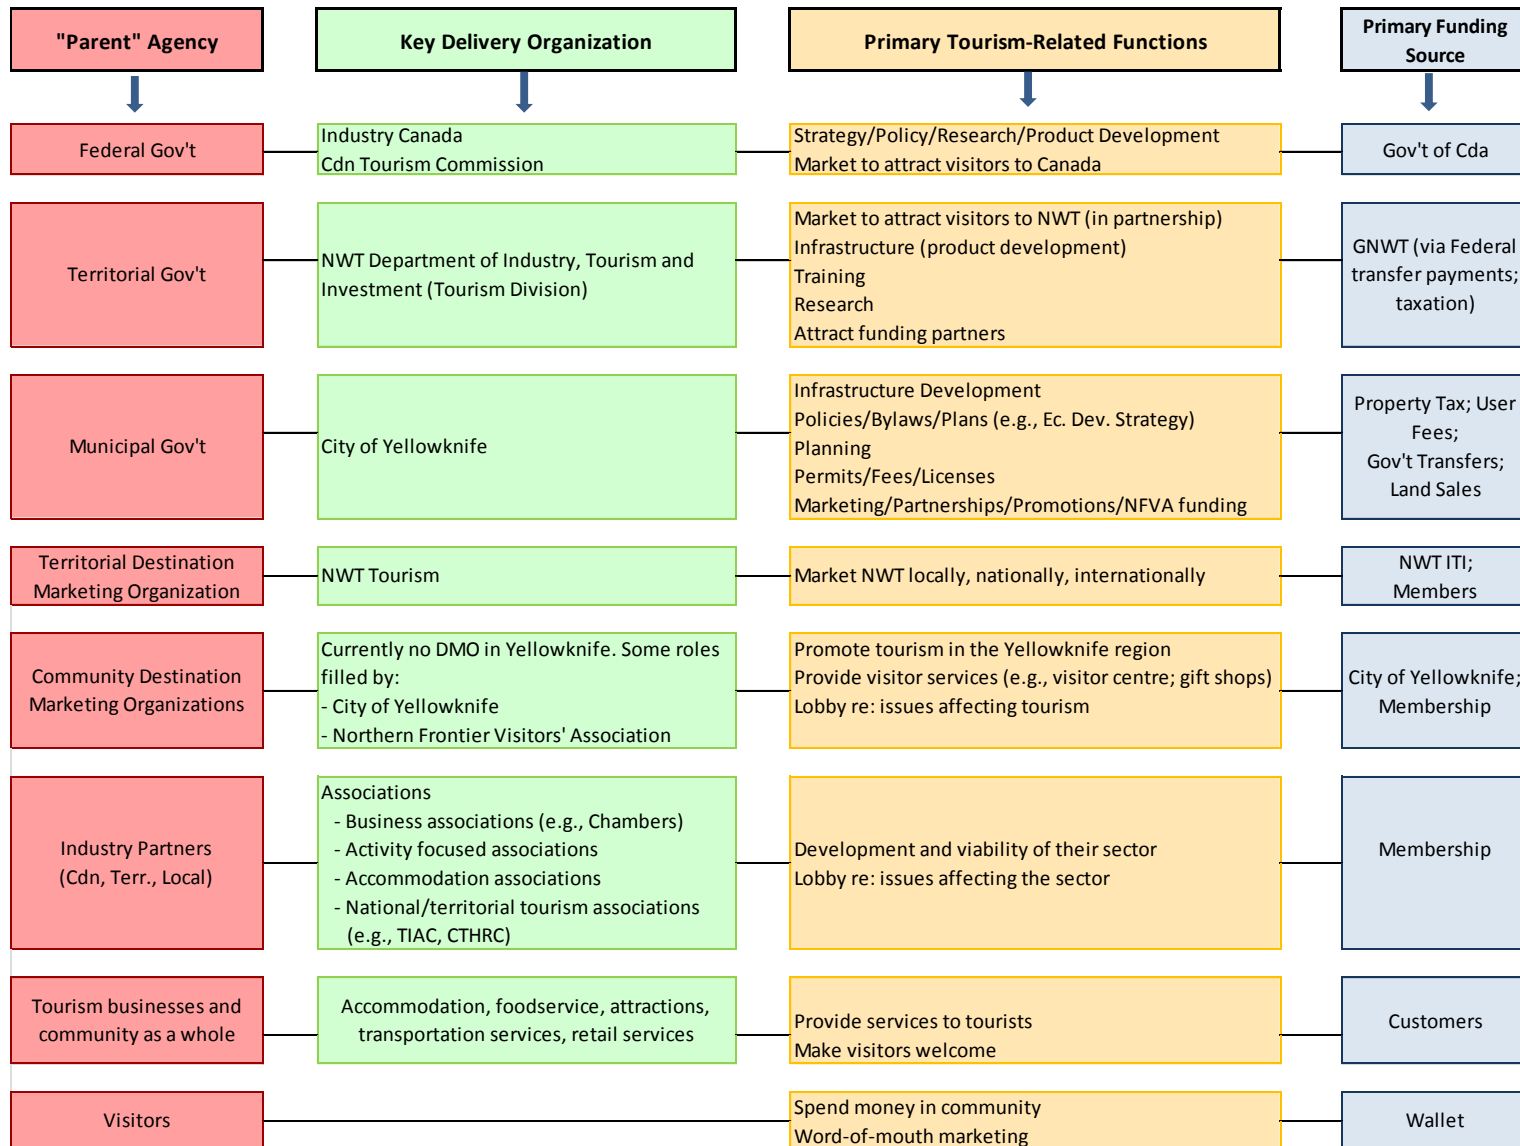 "Parent" Agency
Key Delivery Organization
Primary Tourism-Related Functions
Primary Funding
Source
Federal Gov't
Industry Canada
Cdn Tourism Commission
Strategy/Policy/Research/Product Development
Market to attract visitors to Canada
Gov't of Cda
Territorial Gov't
NWT Department of Industry, Tourism and
Investment (Tourism Division)
Market to attract visitors to NWT (in partnership)
Infrastructure (product development)
Training
Research
Attract funding partners
GNWT (via Federal
transfer payments;
taxation)
Municipal Gov't
City of Yellowknife
Infrastructure Development
Policies/Bylaws/Plans (e.g., Ec. Dev. Strategy)
Planning
Permits/Fees/Licenses
Marketing/Partnerships/Promotions/NFVA funding
Property Tax; User
Fees;
Gov't Transfers;
Land Sales
Territorial Destination
Marketing Organization
NWT Tourism
Market NWT locally, nationally, internationally
NWT ITI;
Members
Community Destination
Marketing Organizations
Currently no DMO in Yellowknife. Some roles
filled by:
- City of Yellowknife
- Northern Frontier Visitors' Association
Promote tourism in the Yellowknife region
Provide visitor services (e.g., visitor centre; gift shops)
Lobby re: issues affecting tourism
City of Yellowknife;
Membership
Industry Partners
(Cdn, Terr., Local)
Associations
- Business associations (e.g., Chambers)
- Activity focused associations
- Accommodation associations
- National/territorial tourism associations
(e.g., TIAC, CTHRC)
Development and viability of their sector
Lobby re: issues affecting the sector
Membership
Tourism businesses and
community as a whole
Accommodation, foodservice, attractions,
transportation services, retail services
Provide services to tourists
Make visitors welcome
Customers
Visitors
Spend money in community
Word-of-mouth marketing
Wallet